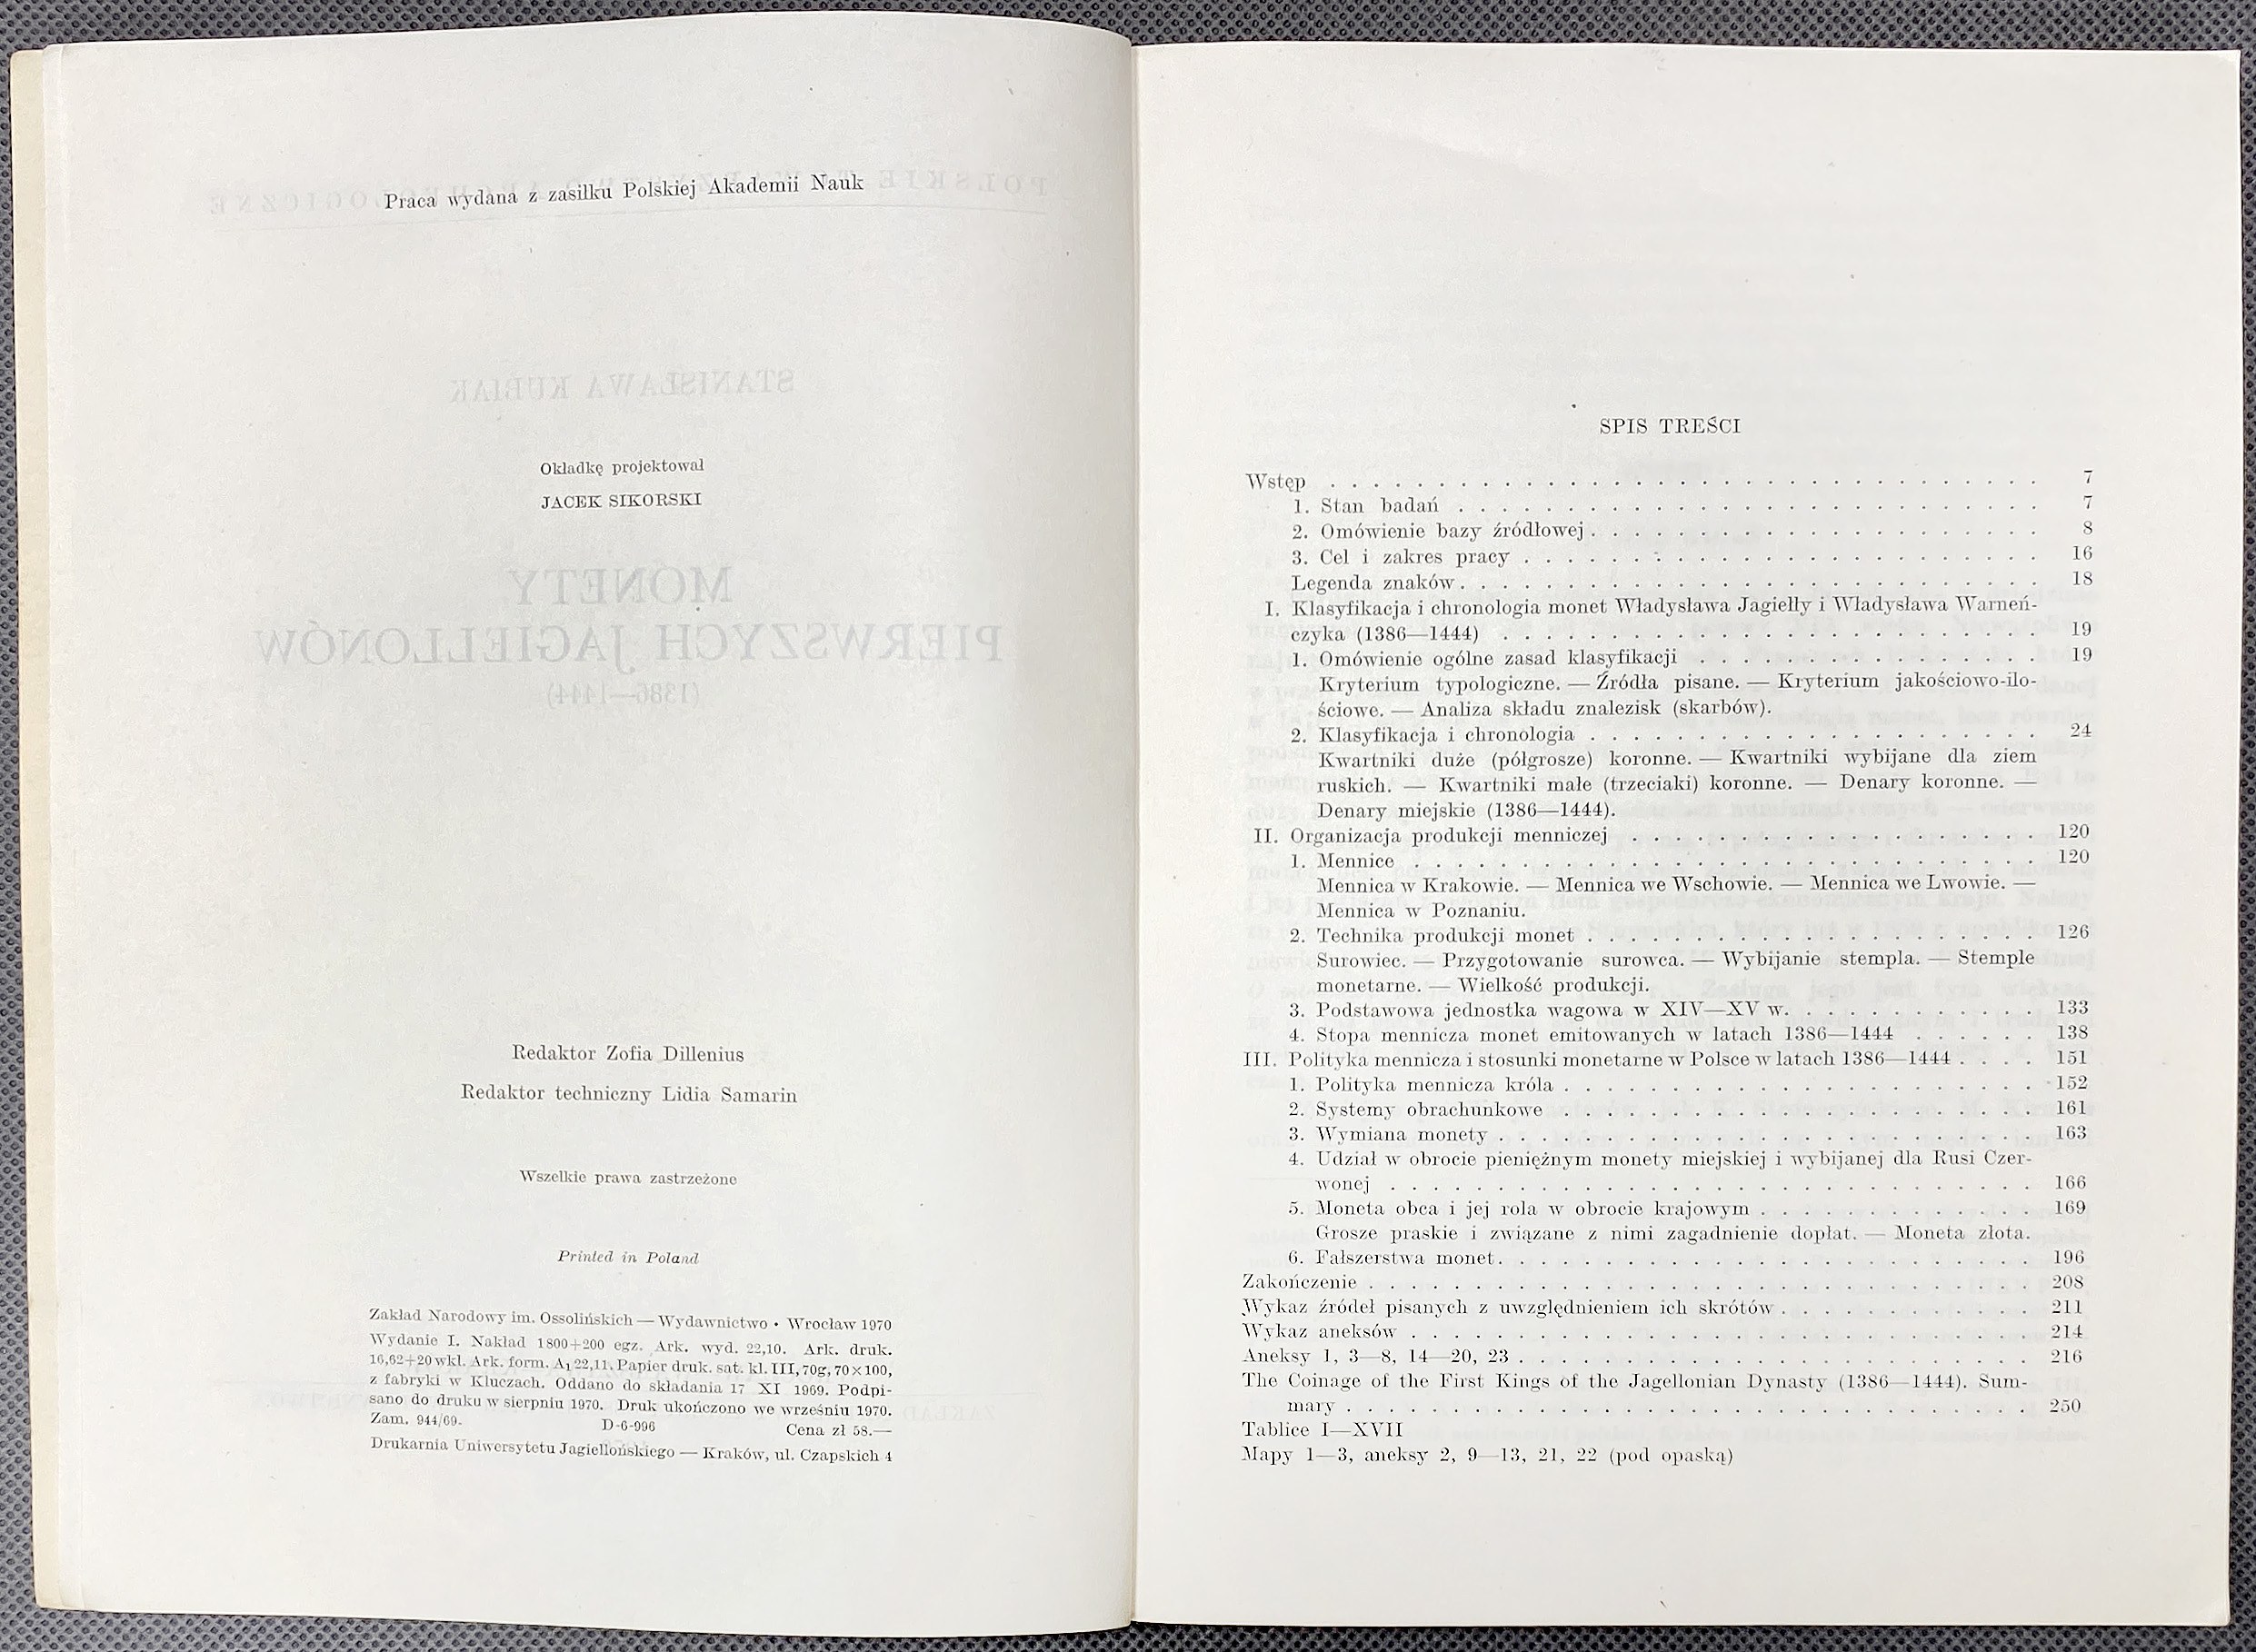 Praca wydana z zasiłku Polskiej Akademii Nauk
STANISŁAWA KUBIAK
Okładkę projektował
JACEK SIKORSKI
MONETY
PIERWSZYCH JAGIELLONÓW
(1386—1444)
Redaktor Zofia Dillenius
Redaktor techniczny Lidia Samarin
Wszelkie prawa zastrzeżone
Printed in Poland
Zakład Narodowy im. Ossolińskich — Wydawnictwo • Wrocław 1970
Wydanie I. Nakład 1800+200 egz. Ark. wyd. 22,10. Ark. druk.
16,62+20 wkl. Ark. form. A₁ 22,11. Papier druk. sat. kl. III, 70g, 70×100,
z fabryki w Kluczach. Oddano do składania 17 XI 1969. Podpi-
sano do druku w sierpniu 1970. Druk ukończono we wrześniu 1970.
Zam. 944/69. D-6-996 Cena zł 58.—
Drukarnia Uniwersytetu Jagiellońskiego — Kraków, ul. Czapskich 4
SPIS TREŚCI
Wstęp . . . . . . . . . . 7
1. Stan badań . . . . . . . . . . 7
2. Omówienie bazy źródłowej . . . . . . . . . . 8
3. Cel i zakres pracy . . . . . . . . . . 16
Legenda znaków . . . . . . . . . . 18
I. Klasyfikacja i chronologia monet Władysława Jagiełły i Władysława Warneń-
czyka (1386—1444) . . . . . . . . . . 19
1. Omówienie ogólne zasad klasyfikacji . . . . . . . . . . 19
Kryterium typologiczne. — Źródła pisane. — Kryterium jakościowo-ilo-
ściowe. — Analiza składu znalezisk (skarbów).
2. Klasyfikacja i chronologia . . . . . . . . . . 24
Kwartniki duże (półgrosze) koronne. — Kwartniki wybijane dla ziem
ruskich. — Kwartniki małe (trzeciaki) koronne. — Denary koronne. —
Denary miejskie (1386—1444).
II. Organizacja produkcji menniczej . . . . . . . . . . 120
1. Mennice . . . . . . . . . . 120
Mennica w Krakowie. — Mennica we Wschowie. — Mennica we Lwowie. —
Mennica w Poznaniu.
2. Technika produkcji monet . . . . . . . . . . 126
Surowiec. — Przygotowanie surowca. — Wybijanie stempla. — Stemple
monetarne. — Wielkość produkcji.
3. Podstawowa jednostka wagowa w XIV—XV w. . . . . . . . . . . 133
4. Stopa mennicza monet emitowanych w latach 1386—1444 . . . . . . 138
III. Polityka mennicza i stosunki monetarne w Polsce w latach 1386—1444 . . . . 151
1. Polityka mennicza króla . . . . . . . . . . 152
2. Systemy obrachunkowe . . . . . . . . . . 161
3. Wymiana monety . . . . . . . . . . 163
4. Udział w obrocie pieniężnym monety miejskiej i wybijanej dla Rusi Czer-
wonej . . . . . . . . . . 166
5. Moneta obca i jej rola w obrocie krajowym . . . . . . . . . . 169
Grosze praskie i związane z nimi zagadnienie dopłat. — Moneta złota.
6. Fałszerstwa monet . . . . . . . . . . 196
Zakończenie . . . . . . . . . . 208
Wykaz źródeł pisanych z uwzględnieniem ich skrótów . . . . . . . . . . 211
Wykaz aneksów . . . . . . . . . . 214
Aneksy 1, 3—8, 14—20, 23 . . . . . . . . . . 216
The Coinage of the First Kings of the Jagellonian Dynasty (1386—1444). Sum-
mary . . . . . . . . . . 250
Tablice I—XVII
Mapy 1—3, aneksy 2, 9—13, 21, 22 (pod opaską)